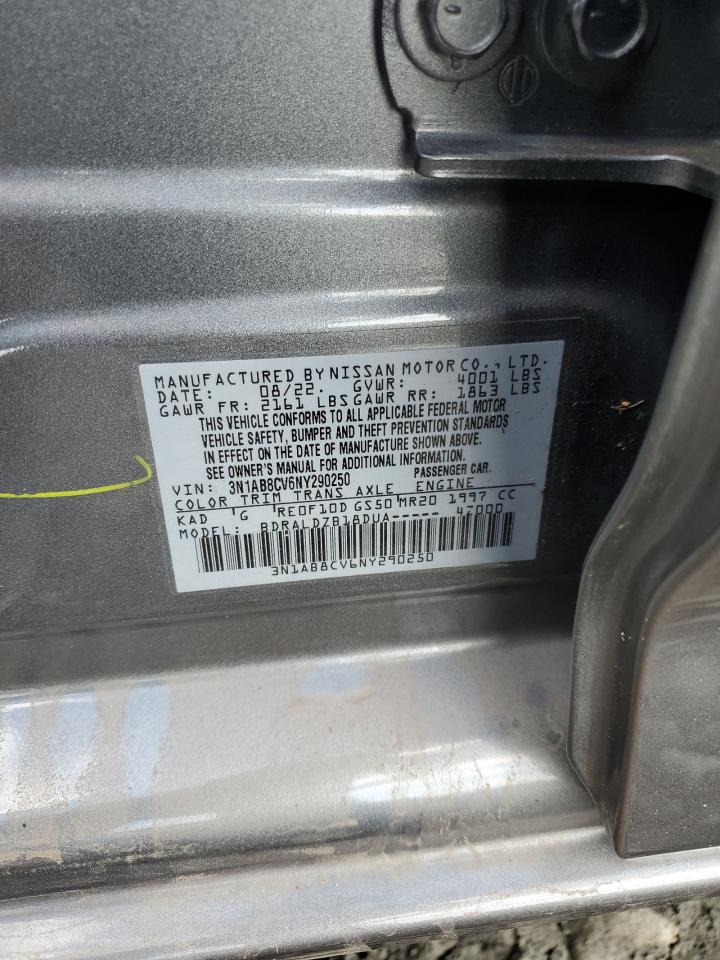 MANUFACTURED BY NISSAN MOTOR CO., LTD.
DATE: 08/22. GVWR: 4001 LBS
GAWR FR: 2161 LBS GAWR RR: 1863 LBS
THIS VEHICLE CONFORMS TO ALL APPLICABLE FEDERAL MOTOR
VEHICLE SAFETY, BUMPER AND THEFT PREVENTION STANDARDS
IN EFFECT ON THE DATE OF MANUFACTURE SHOWN ABOVE.
SEE OWNER'S MANUAL FOR ADDITIONAL INFORMATION.
VIN: 3N1AB8CV6NY290250 PASSENGER CAR.
COLOR TRIM TRANS AXLE ENGINE
KAD G RE0F10D GS50 MR20 1997 CC
MODEL: BDRALDZB18DUA----- 4Z000
3N1AB8CV6NY290250